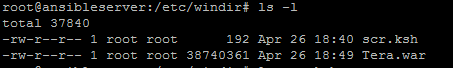 root@ansibleserver:/etc/windir# ls -l
total 37840
-rw-r--r-- 1 root root      192 Apr 26 18:40 scr.ksh
-rw-r--r-- 1 root root 38740361 Apr 26 18:49 Tera.war